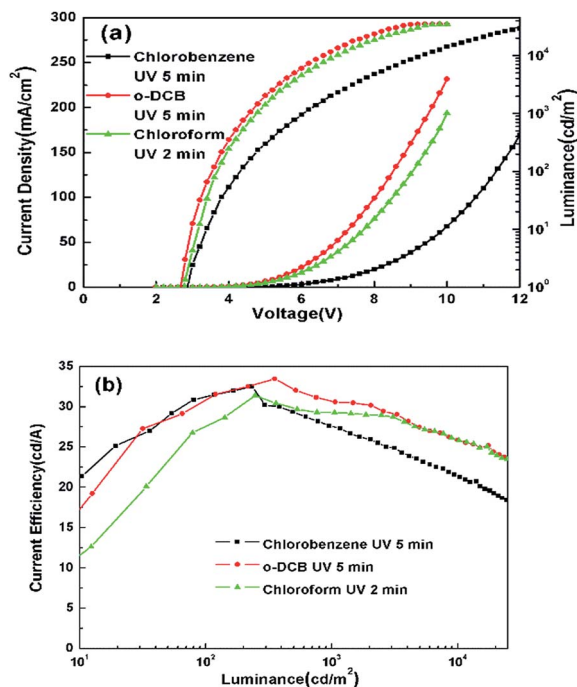 (a)
Chlorobenzene
UV 5 min
o-DCB
UV 5 min
Chloroform
UV 2 min
Current Density(mA/cm²)
300
250
200
150
100
50
0
Luminance(cd/m²)
10⁴
10³
10²
10¹
10⁰
0 2 4 6 8 10 12
Voltage(V)
(b)
Current Efficiency(cd/A)
35
30
25
20
15
10
5
0
Chlorobenzene UV 5 min
o-DCB UV 5 min
Chloroform UV 2 min
10¹ 10² 10³ 10⁴
Luminance(cd/m²)